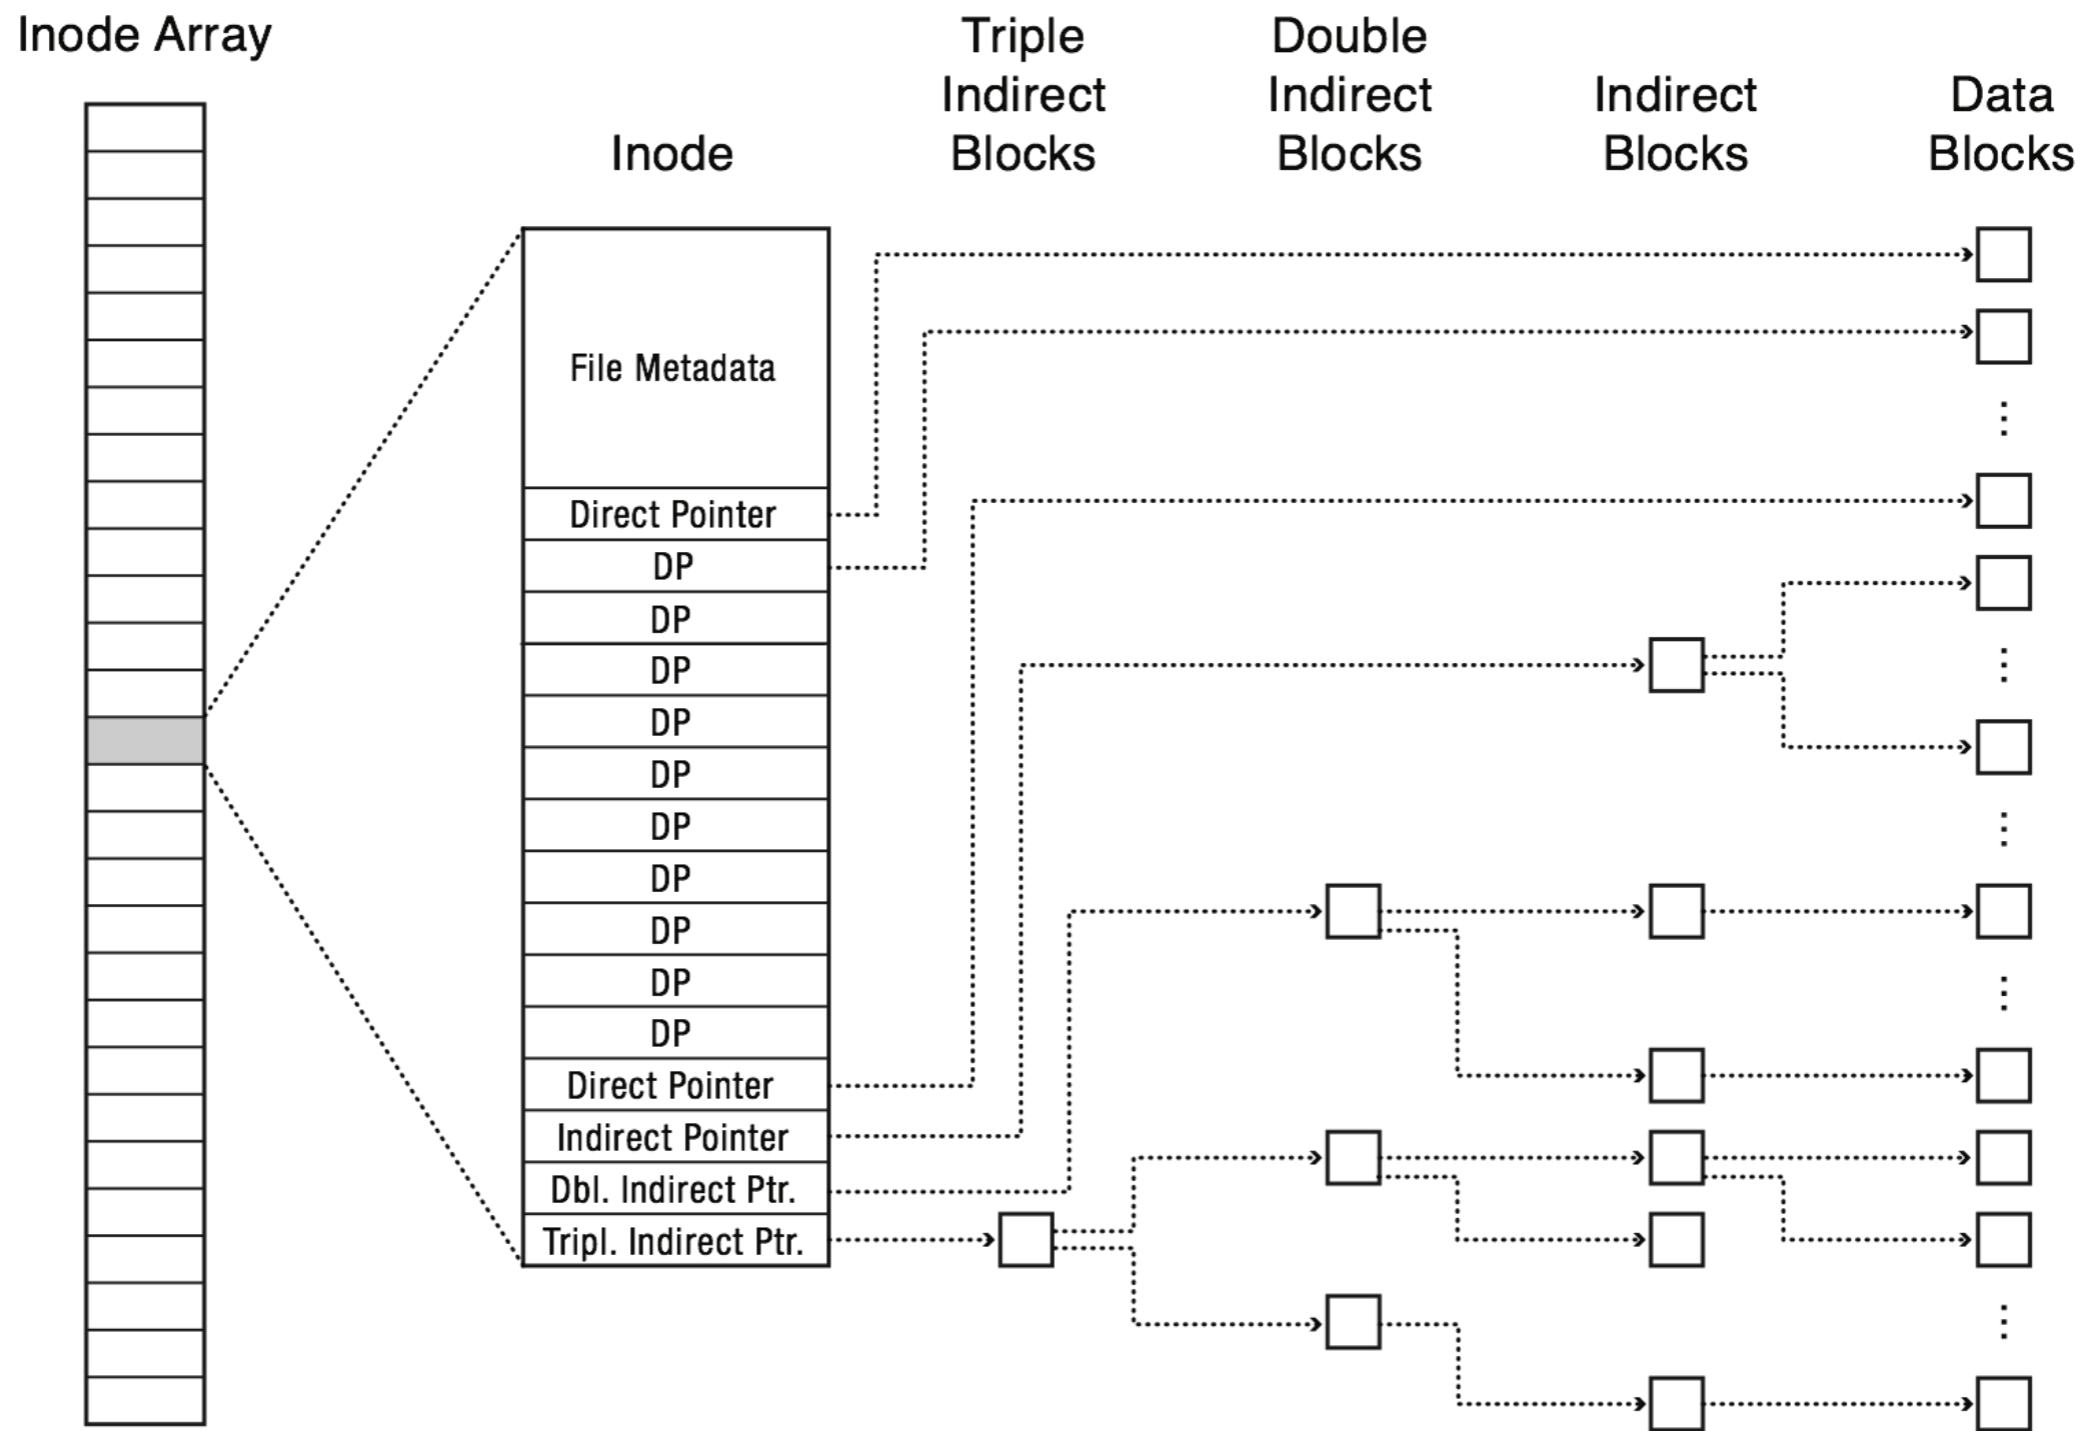 Inode Array
Inode
Triple
Indirect
Blocks
Double
Indirect
Blocks
Indirect
Blocks
Data
Blocks
File Metadata
Direct Pointer
DP
DP
DP
DP
DP
DP
DP
DP
DP
DP
Direct Pointer
Indirect Pointer
Dbl. Indirect Ptr.
Tripl. Indirect Ptr.